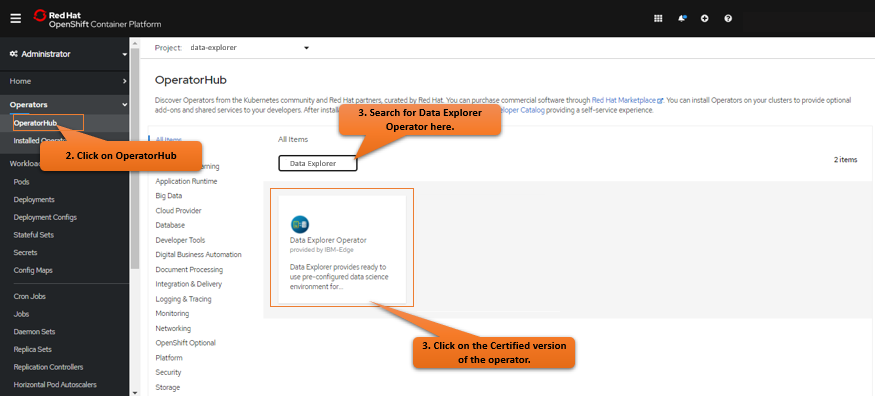 Red Hat
OpenShift Container Platform
Administrator
Home
Operators
OperatorHub
Installed Operat
Workloa
Pods
Deployments
Deployment Configs
Stateful Sets
Secrets
Config Maps
Cron Jobs
Jobs
Daemon Sets
Replica Sets
Replication Controllers
Horizontal Pod Autoscalers
2. Click on OperatorHub
Project: data-explorer
OperatorHub
Discover Operators from the Kubernetes community and Red Hat partners, curated by Red Hat. You can purchase commercial software through Red Hat Marketplace. You can install Operators on your clusters to provide optional
add-ons and shared services to your developers. After instal
loper Catalog providing a self-service experience.
3. Search for Data Explorer
Operator here.
All Items
Application Runtime
Big Data
Cloud Provider
Database
Developer Tools
Digital Business Automation
Document Processing
Integration & Delivery
Logging & Tracing
Monitoring
Networking
OpenShift Optional
Platform
Security
Storage
All Items
Data Explorer
2 items
Data Explorer Operator
provided by IBM-Edge
Data Explorer provides ready to
use pre-configured data science
environment for...
3. Click on the Certified version
of the operator.